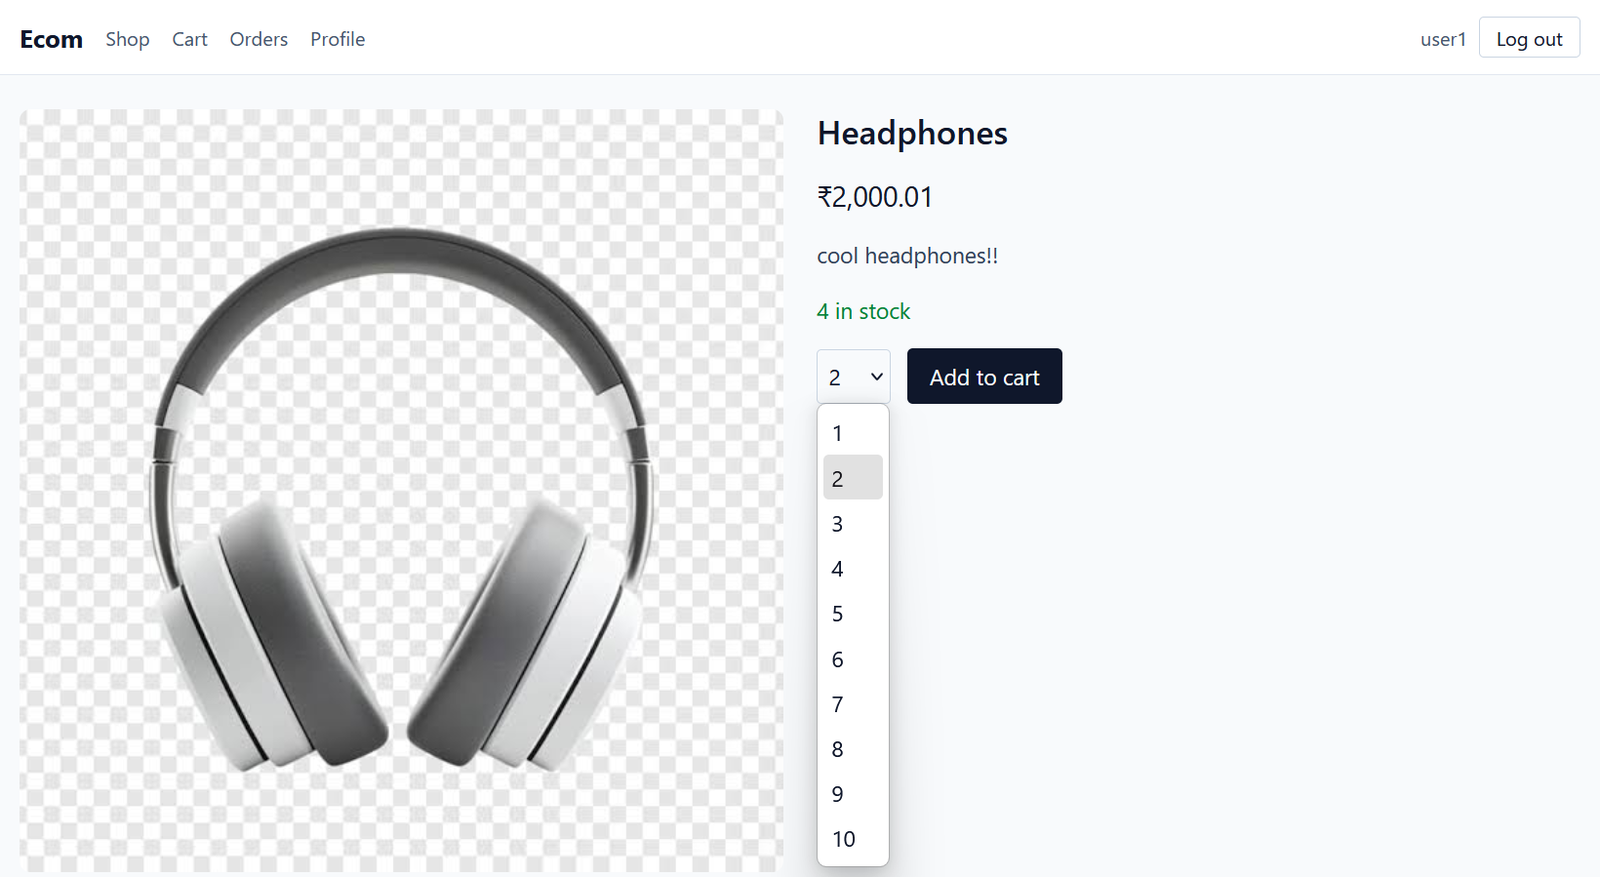 Ecom Shop Cart Orders Profile user1 Log out
Headphones
₹2,000.01
cool headphones!!
4 in stock
2 Add to cart
1
2
3
4
5
6
7
8
9
10